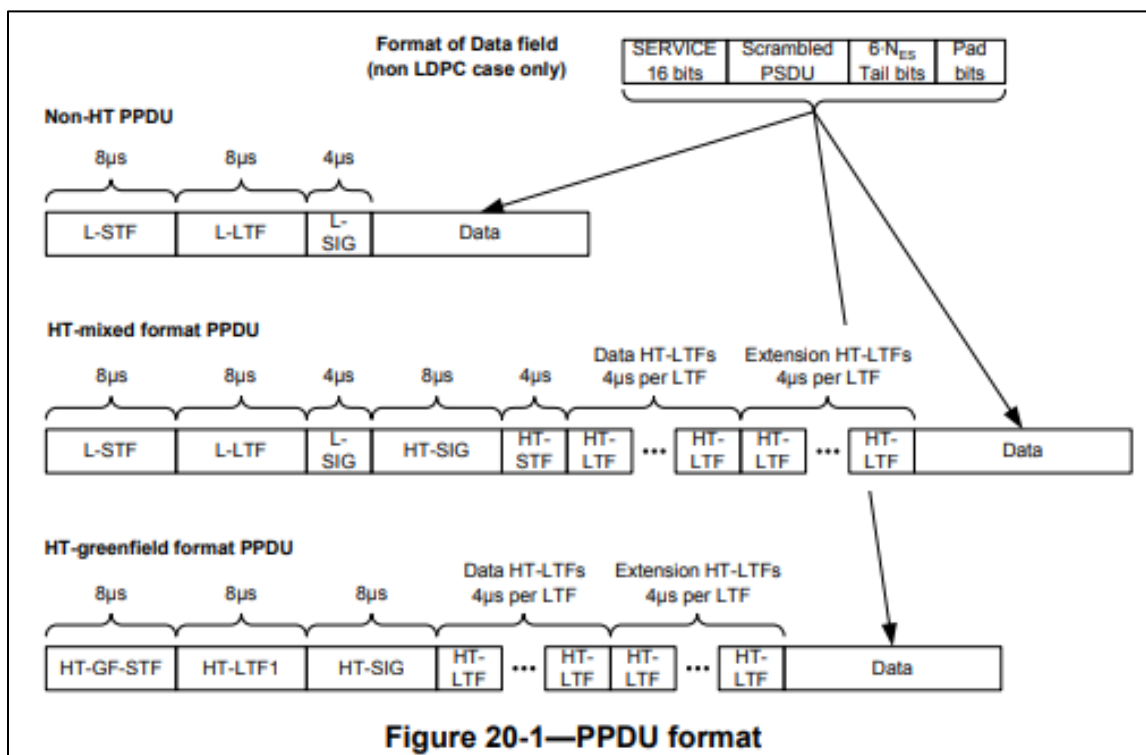 Format of Data field
(non LDPC case only)
SERVICE
16 bits
Scrambled
PSDU
6·N_ES
Tail bits
Pad
bits
Non-HT PPDU
8μs
8μs
4μs
L-STF
L-LTF
L-
SIG
Data
HT-mixed format PPDU
Data HT-LTFs
4μs per LTF
Extension HT-LTFs
4μs per LTF
8μs
8μs
4μs
8μs
4μs
L-STF
L-LTF
L-
SIG
HT-SIG
HT-
STF
HT-
LTF
...
HT-
LTF
HT-
LTF
...
HT-
LTF
Data
HT-greenfield format PPDU
Data HT-LTFs
4μs per LTF
Extension HT-LTFs
4μs per LTF
8μs
8μs
8μs
HT-GF-STF
HT-LTF1
HT-SIG
HT-
LTF
...
HT-
LTF
HT-
LTF
...
HT-
LTF
Data
Figure 20-1—PPDU format